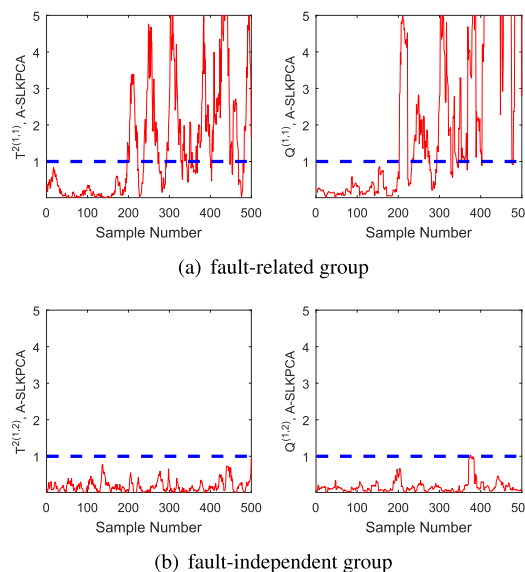 5
4
3
2
1
T2(1,1), A-SLKPCA
0 100 200 300 400 500
Sample Number
5
4
3
2
1
Q(1,1), A-SLKPCA
0 100 200 300 400 50
Sample Number
(a) fault-related group
5
4
3
2
1
T2(1,2), A-SLKPCA
0 100 200 300 400 500
Sample Number
5
4
3
2
1
Q(1,2), A-SLKPCA
0 100 200 300 400 50
Sample Number
(b) fault-independent group